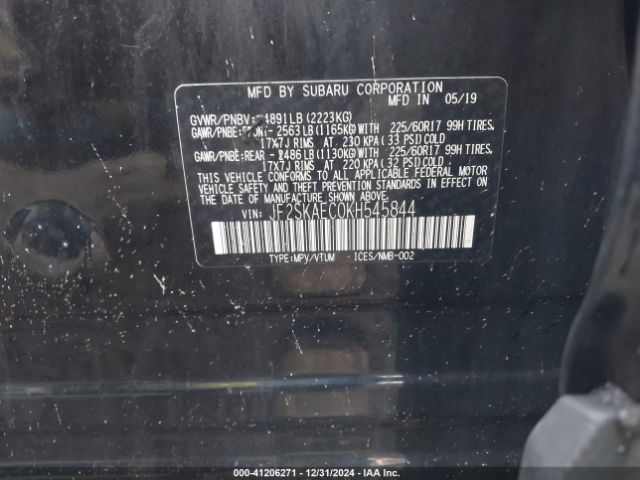 MFD BY SUBARU CORPORATION
MFD IN 05/19
GVWR/PNBV: 4891LB (2223KG)
GAWR/PNBE: FRONT- 2563LB (1165KG) WITH 225/60R17 99H TIRES,
17X7J RIMS AT 230 KPA (33 PSI) COLD
GAWR/PNBE: REAR - 2486LB (1130KG) WITH 225/60R17 99H TIRES,
17X7J RIMS AT 220 KPA (32 PSI) COLD
THIS VEHICLE CONFORMS TO ALL APPLICABLE FEDERAL MOTOR
VEHICLE SAFETY AND THEFT PREVENTION STANDARDS IN EFFECT ON
THE DATE OF MANUFACTURE SHOWN ABOVE.
VIN: JF2SKAEC0KH545844
TYPE: MPV/VTUM ICES/NMB-002
000-41206271 - 12/31/2024 - IAA Inc.